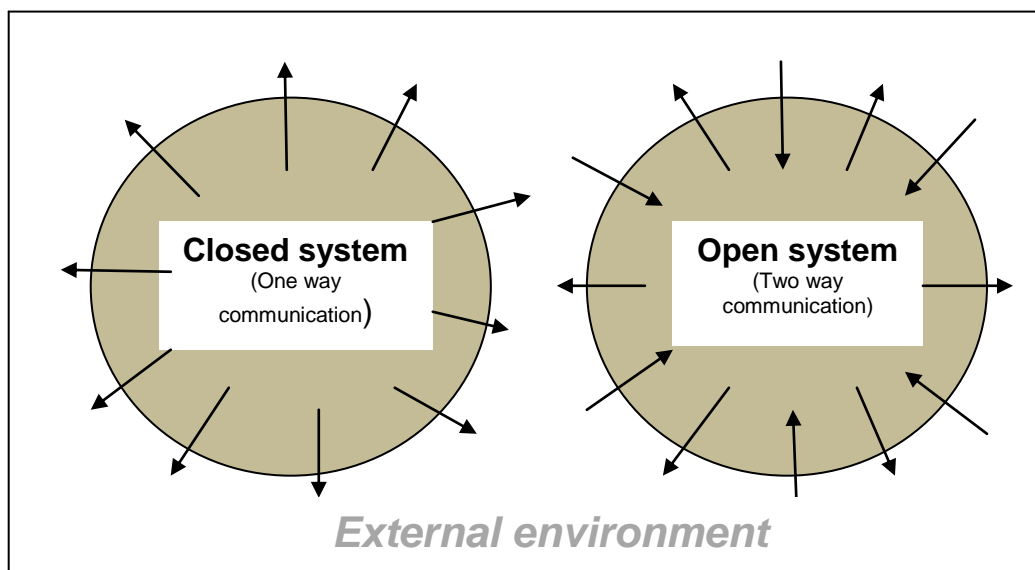 Closed system
(One way
communication)
Open system
(Two way
communication)
External environment